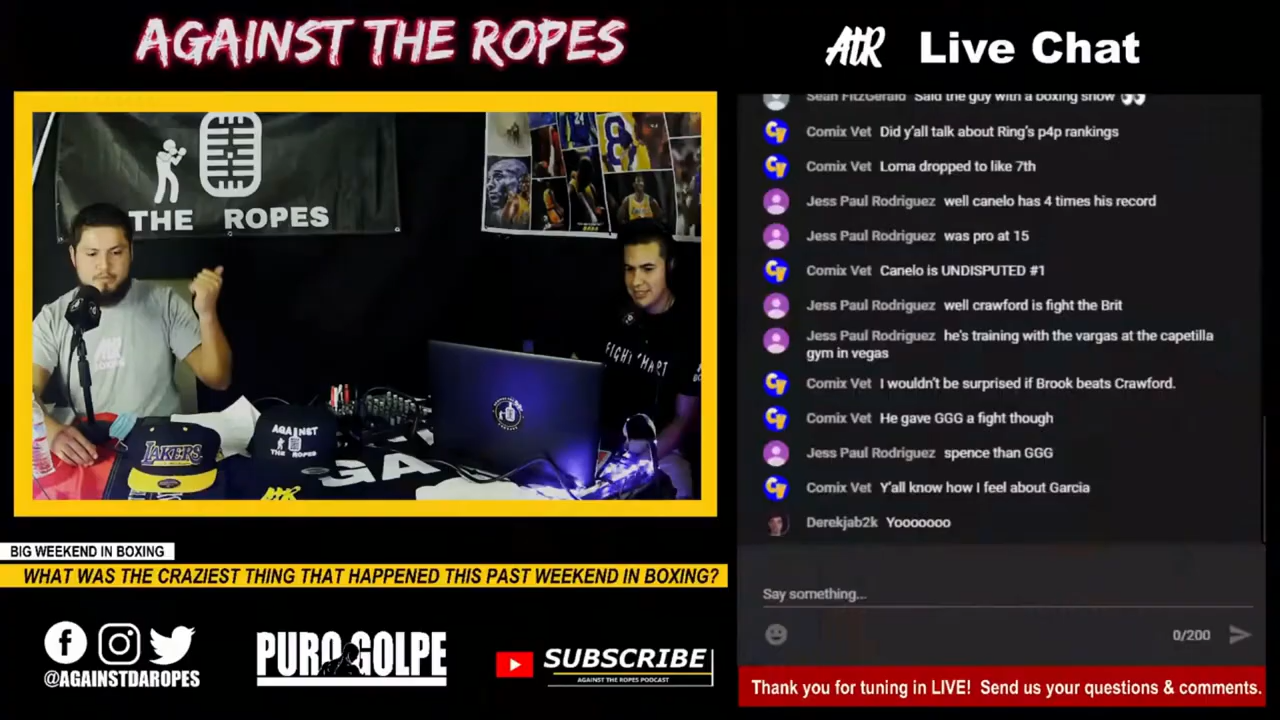 AGAINST THE ROPES
AtR Live Chat
THE ROPES
24
8
FIGHT
LAKERS
AGAINST
THE ROPES
GA
AtR
BIG WEEKEND IN BOXING
WHAT WAS THE CRAZIEST THING THAT HAPPENED THIS PAST WEEKEND IN BOXING?
@AGAINSTDAROPES
PURO GOLPE
SUBSCRIBE
AGAINST THE ROPES PODCAST
Sean FitzGerald Said the guy with a boxing show 👀
Comix Vet Did y'all talk about Ring's p4p rankings
Comix Vet Loma dropped to like 7th
Jess Paul Rodriguez well canelo has 4 times his record
Jess Paul Rodriguez was pro at 15
Comix Vet Canelo is UNDISPUTED #1
Jess Paul Rodriguez well crawford is fight the Brit
Jess Paul Rodriguez he's training with the vargas at the capetilla
gym in vegas
Comix Vet I wouldn't be surprised if Brook beats Crawford.
Comix Vet He gave GGG a fight though
Jess Paul Rodriguez spence than GGG
Comix Vet Y'all know how I feel about Garcia
Derekjab2k Yooooooo
Say something...
0/200
Thank you for tuning in LIVE! Send us your questions & comments.